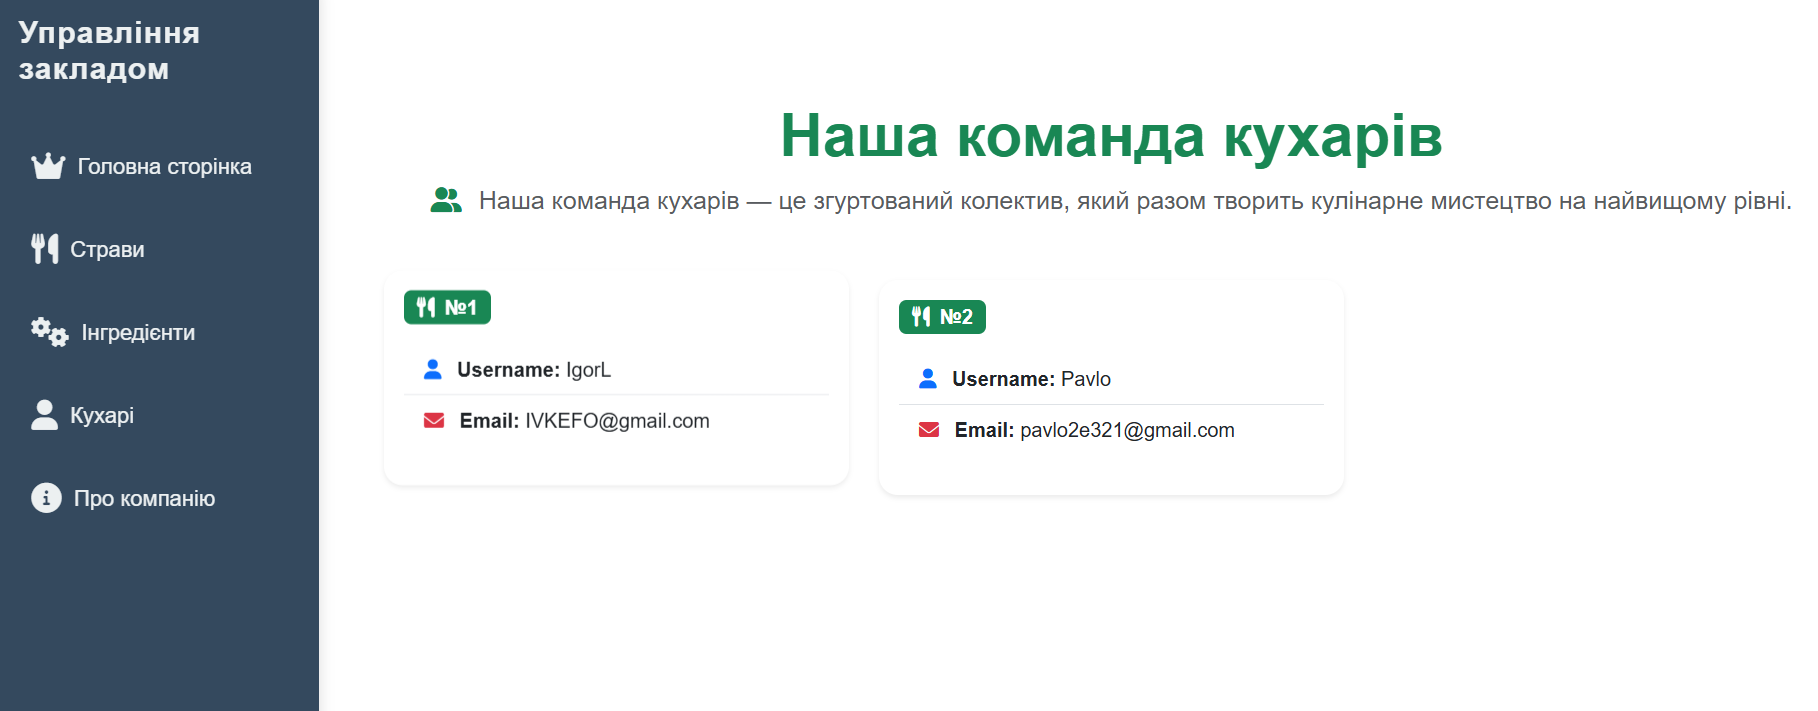 Управління
закладом
Головна сторінка
Страви
Інгредієнти
Кухарі
Про компанію
Наша команда кухарів
Наша команда кухарів — це згуртований колектив, який разом творить кулінарне мистецтво на найвищому рівні.
№1
Username: IgorL
Email: IVKEFO@gmail.com
№2
Username: Pavlo
Email: pavlo2e321@gmail.com